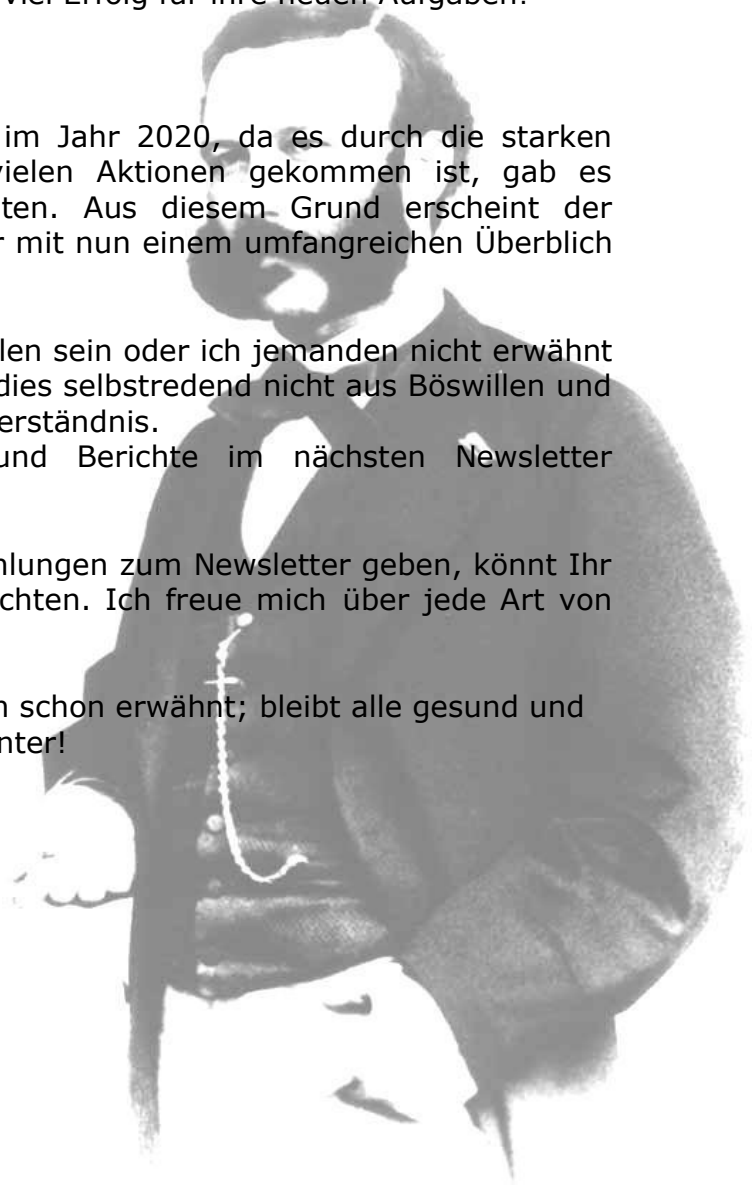 viel Erfolg für ihre neuen Aufgaben!
im Jahr 2020, da es durch die starken
vielen Aktionen gekommen ist, gab es
ten. Aus diesem Grund erscheint der
r mit nun einem umfangreichen Überblich
len sein oder ich jemanden nicht erwähnt
dies selbstredend nicht aus Böswillen und
erständnis.
und Berichte im nächsten Newsletter
hlungen zum Newsletter geben, könnt Ihr
chten. Ich freue mich über jede Art von
n schon erwähnt; bleibt alle gesund und
nter!